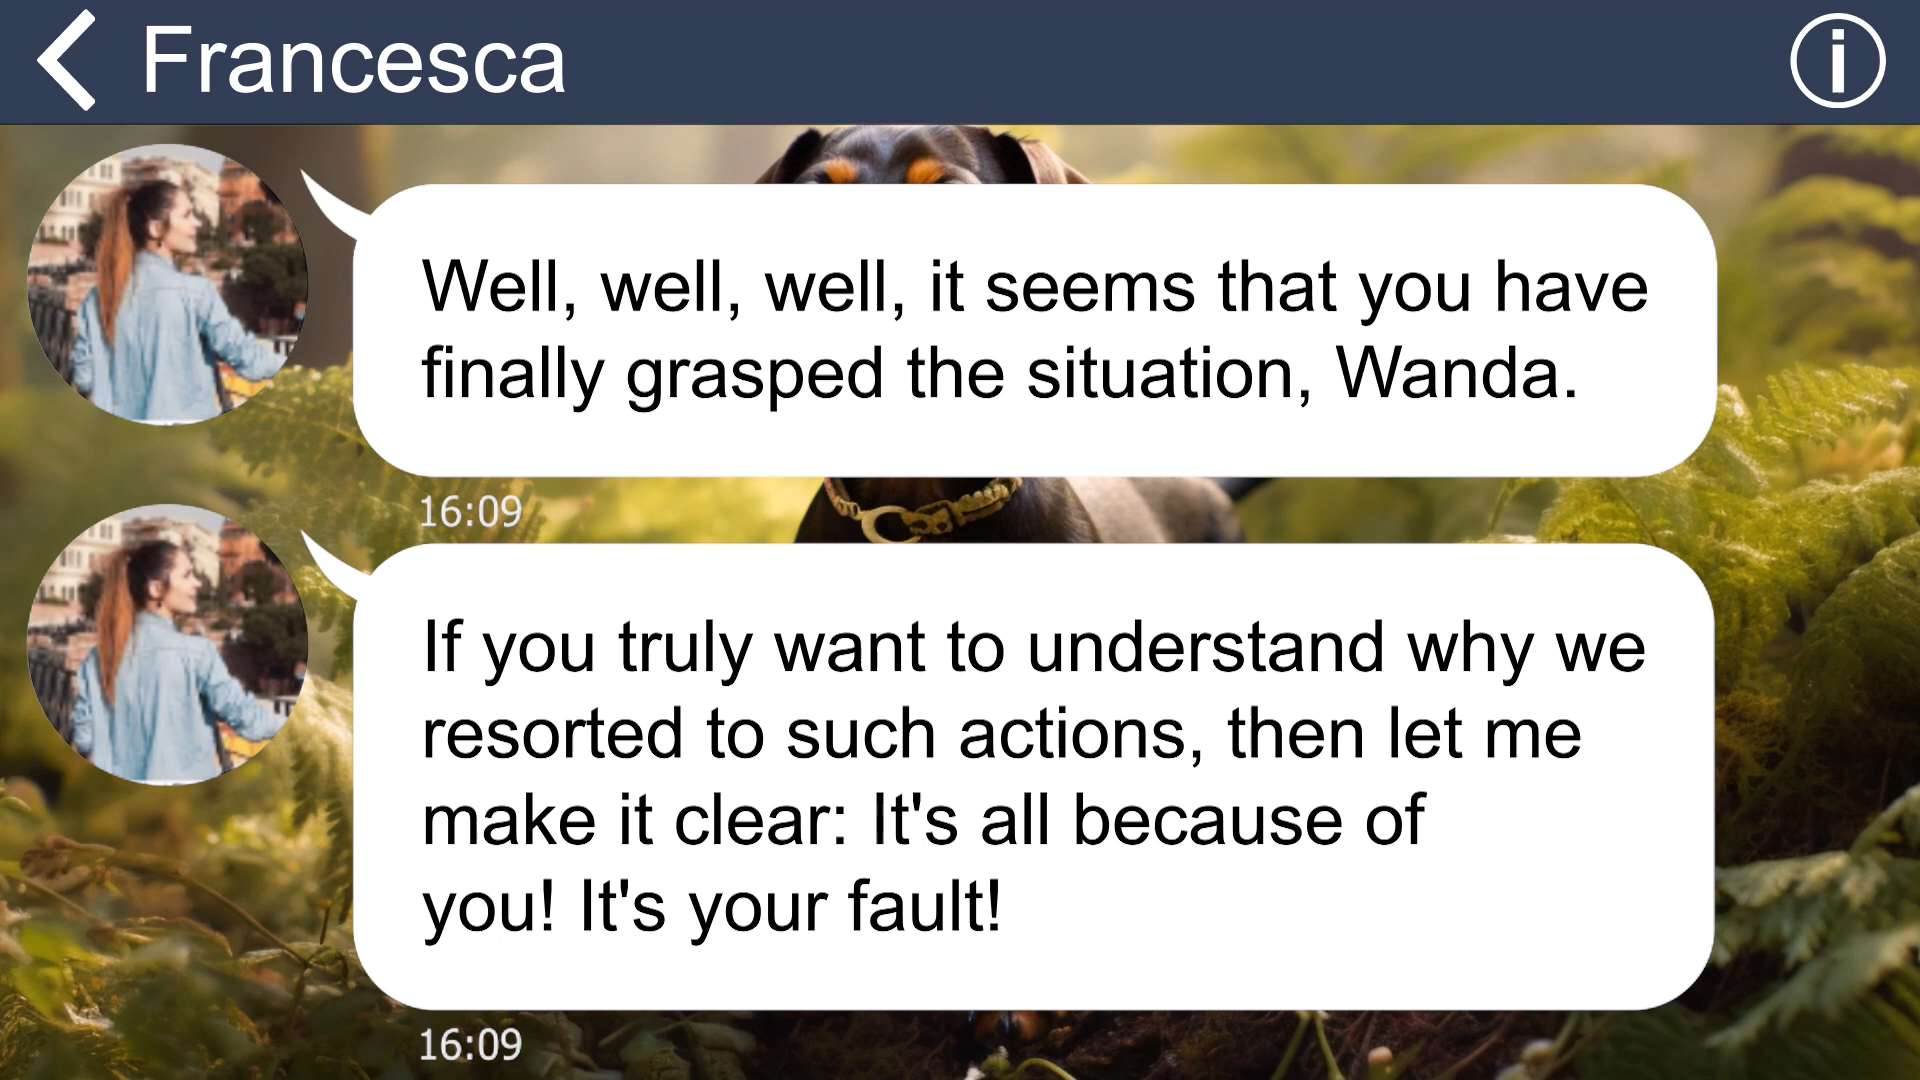 Francesca
Well, well, well, it seems that you have
finally grasped the situation, Wanda.
16:09
If you truly want to understand why we
resorted to such actions, then let me
make it clear: It's all because of
you! It's your fault!
16:09